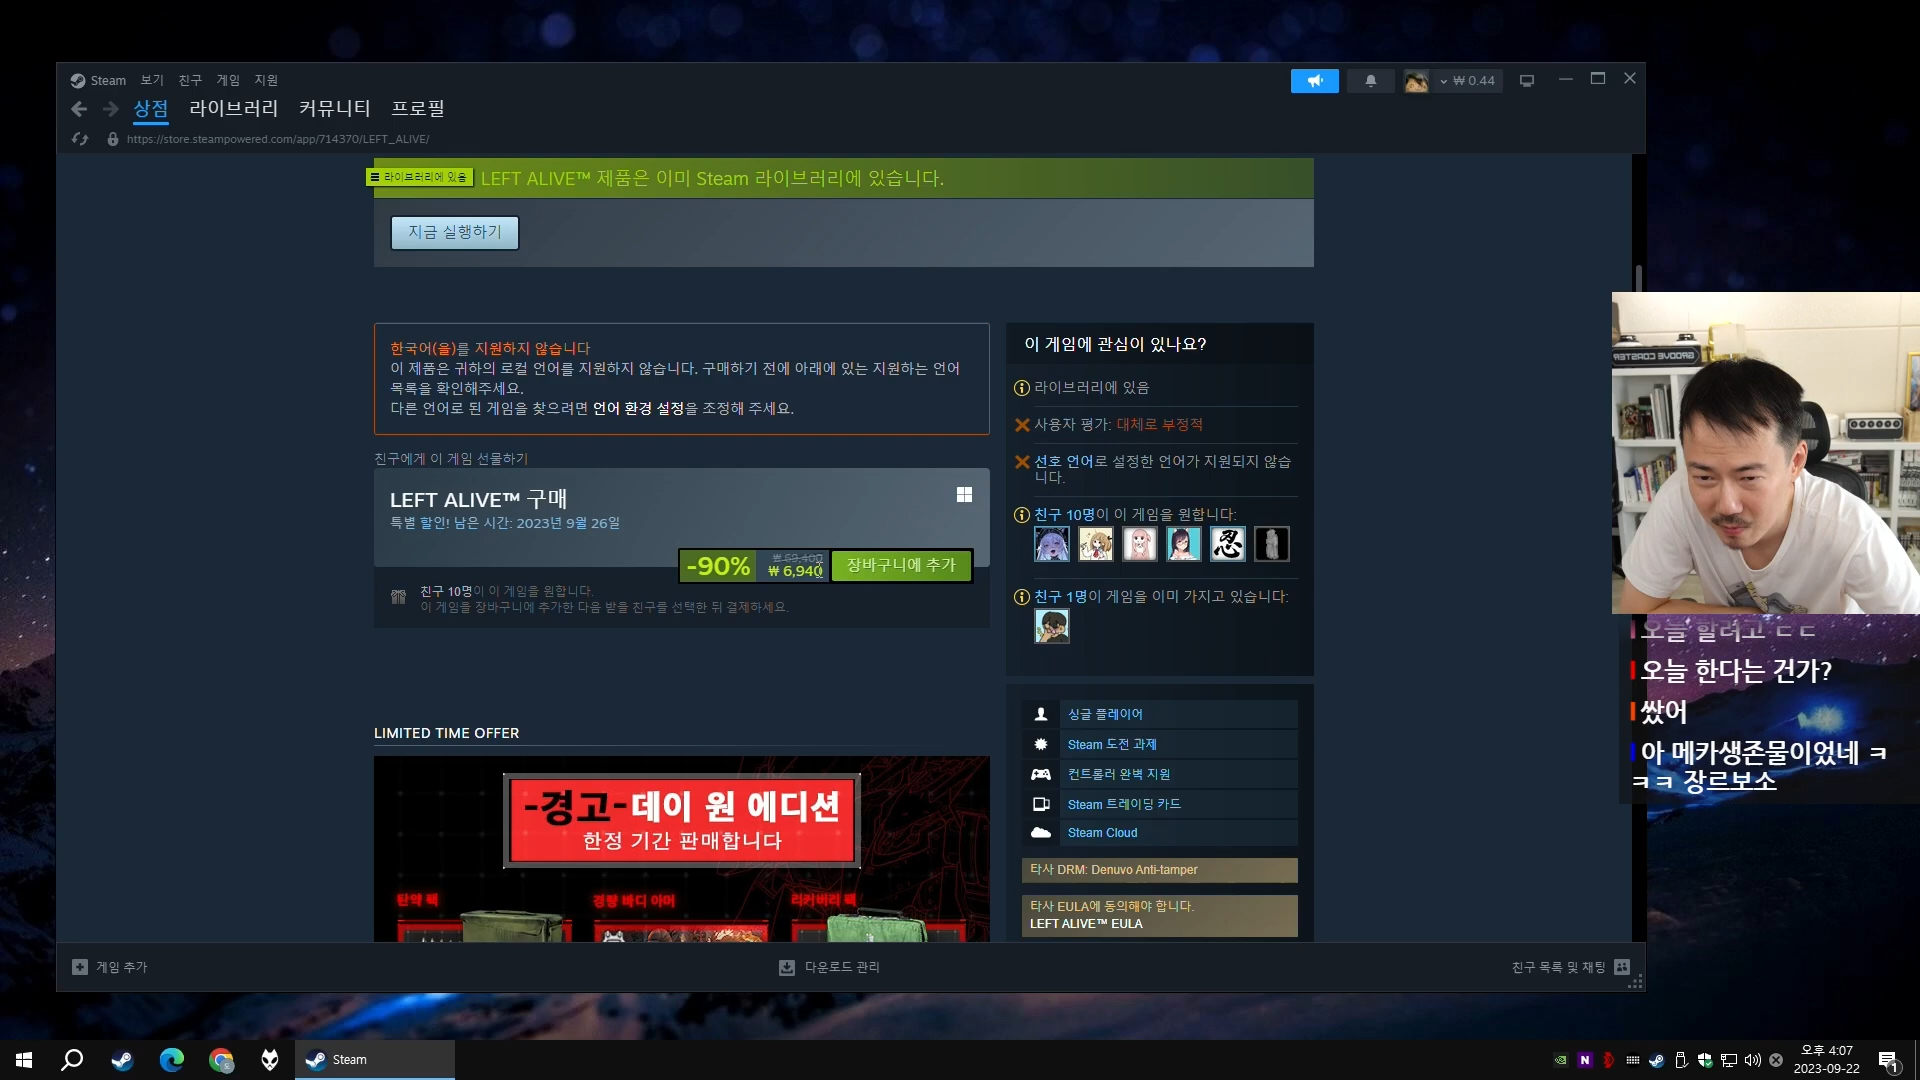 Steam 보기 친구 게임 지원
₩ 0.44
상점 라이브러리 커뮤니티 프로필
https://store.steampowered.com/app/714370/LEFT_ALIVE/
라이브러리에 있음 LEFT ALIVE™ 제품은 이미 Steam 라이브러리에 있습니다.
지금 실행하기
한국어(을)를 지원하지 않습니다
이 제품은 귀하의 로컬 언어를 지원하지 않습니다. 구매하기 전에 아래에 있는 지원하는 언어
목록을 확인해주세요.
다른 언어로 된 게임을 찾으려면 언어 환경 설정을 조정해 주세요.
친구에게 이 게임 선물하기
LEFT ALIVE™ 구매
특별 할인! 남은 시간: 2023년 9월 26일
-90%
₩ 69,400
₩ 6,940
장바구니에 추가
친구 10명이 이 게임을 원합니다.
이 게임을 장바구니에 추가한 다음 받을 친구를 선택한 뒤 결제하세요.
LIMITED TIME OFFER
-경고-데이 원 에디션
한정 기간 판매합니다
탄약 팩 경량 바디 아머 리커버리 팩
이 게임에 관심이 있나요?
라이브러리에 있음
사용자 평가: 대체로 부정적
선호 언어로 설정한 언어가 지원되지 않습
니다.
친구 10명이 이 게임을 원합니다:
忍
친구 1명이 게임을 이미 가지고 있습니다:
싱글 플레이어
Steam 도전 과제
컨트롤러 완벽 지원
Steam 트레이딩 카드
Steam Cloud
타사 DRM: Denuvo Anti-tamper
타사 EULA에 동의해야 합니다.
LEFT ALIVE™ EULA
GROOVE COASTER
오늘 할려고 ㄷㄷ
오늘 한다는 건가?
쌌어
아 메카생존물이었네 ㅋ
ㅋㅋ 장르보소
게임 추가
다운로드 관리
친구 목록 및 채팅
Steam
N
오후 4:07
2023-09-22
1